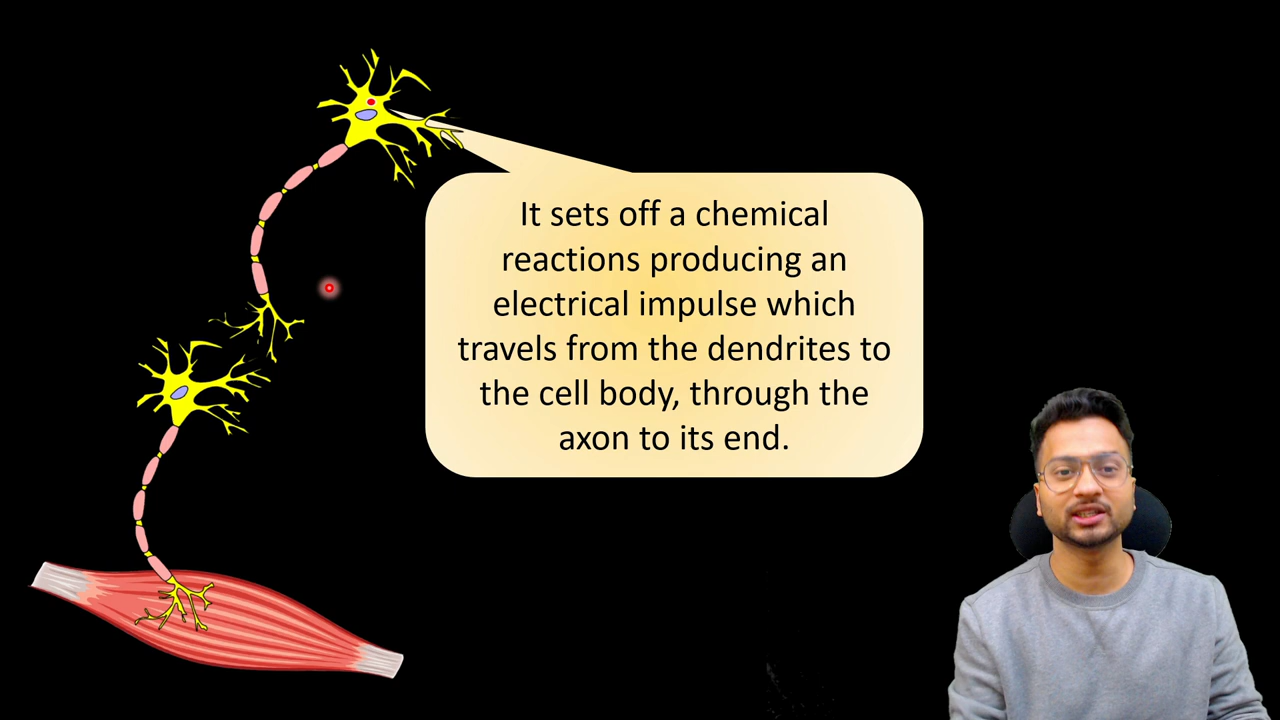 It sets off a chemical
reactions producing an
electrical impulse which
travels from the dendrites to
the cell body, through the
axon to its end.